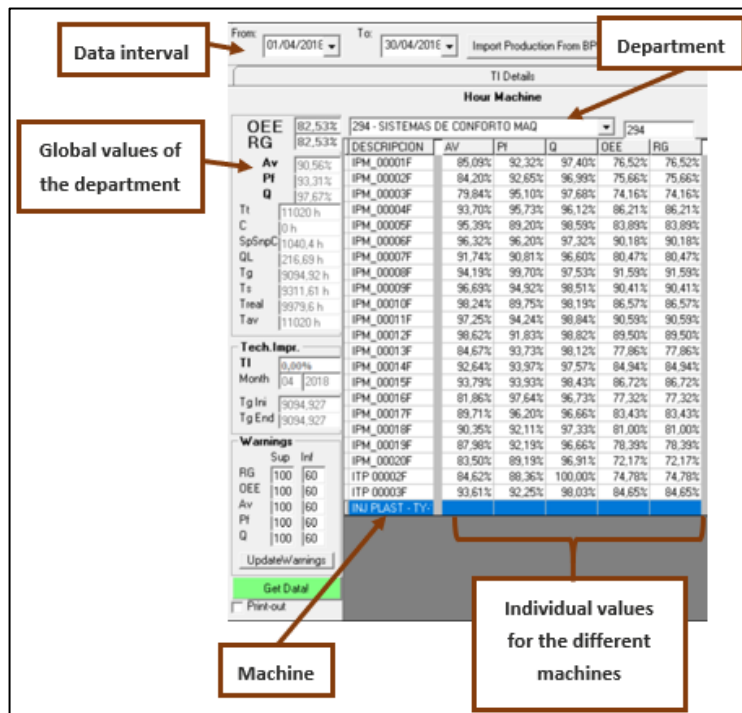 From:
To:
01/04/2018
30/04/2018
Import Production From BP
Data interval
Department
TI Details
Hour Machine
OEE 82,53%
RG 82,53%
Av 90,56%
Pf 93,31%
Q 97,67%
Global values of
the department
294 - SISTEMAS DE CONFORTO MAQ
294
DESCRIPCION AV Pf Q OEE RG
IPM_00001F 85,09% 92,32% 97,40% 76,52% 76,52%
IPM_00002F 84,20% 92,65% 96,99% 75,66% 75,66%
IPM_00003F 79,84% 95,10% 97,68% 74,16% 74,16%
IPM_00004F 93,70% 95,73% 96,12% 86,21% 86,21%
IPM_00005F 95,39% 89,20% 98,59% 83,89% 83,89%
IPM_00006F 96,32% 96,20% 97,32% 90,18% 90,18%
IPM_00007F 91,74% 90,81% 96,60% 80,47% 80,47%
IPM_00008F 94,19% 99,70% 97,53% 91,59% 91,59%
IPM_00009F 96,69% 94,92% 98,51% 90,41% 90,41%
IPM_00010F 98,24% 89,75% 98,19% 86,57% 86,57%
IPM_00011F 97,25% 94,24% 98,84% 90,59% 90,59%
IPM_00012F 98,62% 91,83% 98,82% 89,50% 89,50%
IPM_00013F 84,67% 93,73% 98,12% 77,86% 77,86%
IPM_00014F 92,64% 93,97% 97,57% 84,94% 84,94%
IPM_00015F 93,79% 93,93% 98,43% 86,72% 86,72%
IPM_00016F 81,86% 97,64% 96,73% 77,32% 77,32%
IPM_00017F 89,71% 96,20% 96,66% 83,43% 83,43%
IPM_00018F 90,35% 92,11% 97,33% 81,00% 81,00%
IPM_00019F 87,98% 92,19% 96,66% 78,39% 78,39%
IPM_00020F 83,50% 89,19% 96,91% 72,17% 72,17%
ITP 00002F 84,62% 88,36% 100,00% 74,78% 74,78%
ITP 00003F 93,61% 92,25% 98,03% 84,65% 84,65%
INJ PLAST - TY-
Tt 11020 h
C 0 h
SpSnpC 1040,4 h
QL 216,69 h
Tg 9094,92 h
Ts 9311,61 h
Treal 9979,6 h
Tav 11020 h
Tech.Impr.
TI 0,00%
Month 04 2018
Tg Ini 9094,927
Tg End 9094,927
Warnings
Sup Inf
RG 100 60
OEE 100 60
Av 100 60
Pf 100 60
Q 100 60
UpdateWarnings
Get Data!
Print-out
Machine
Individual values
for the different
machines